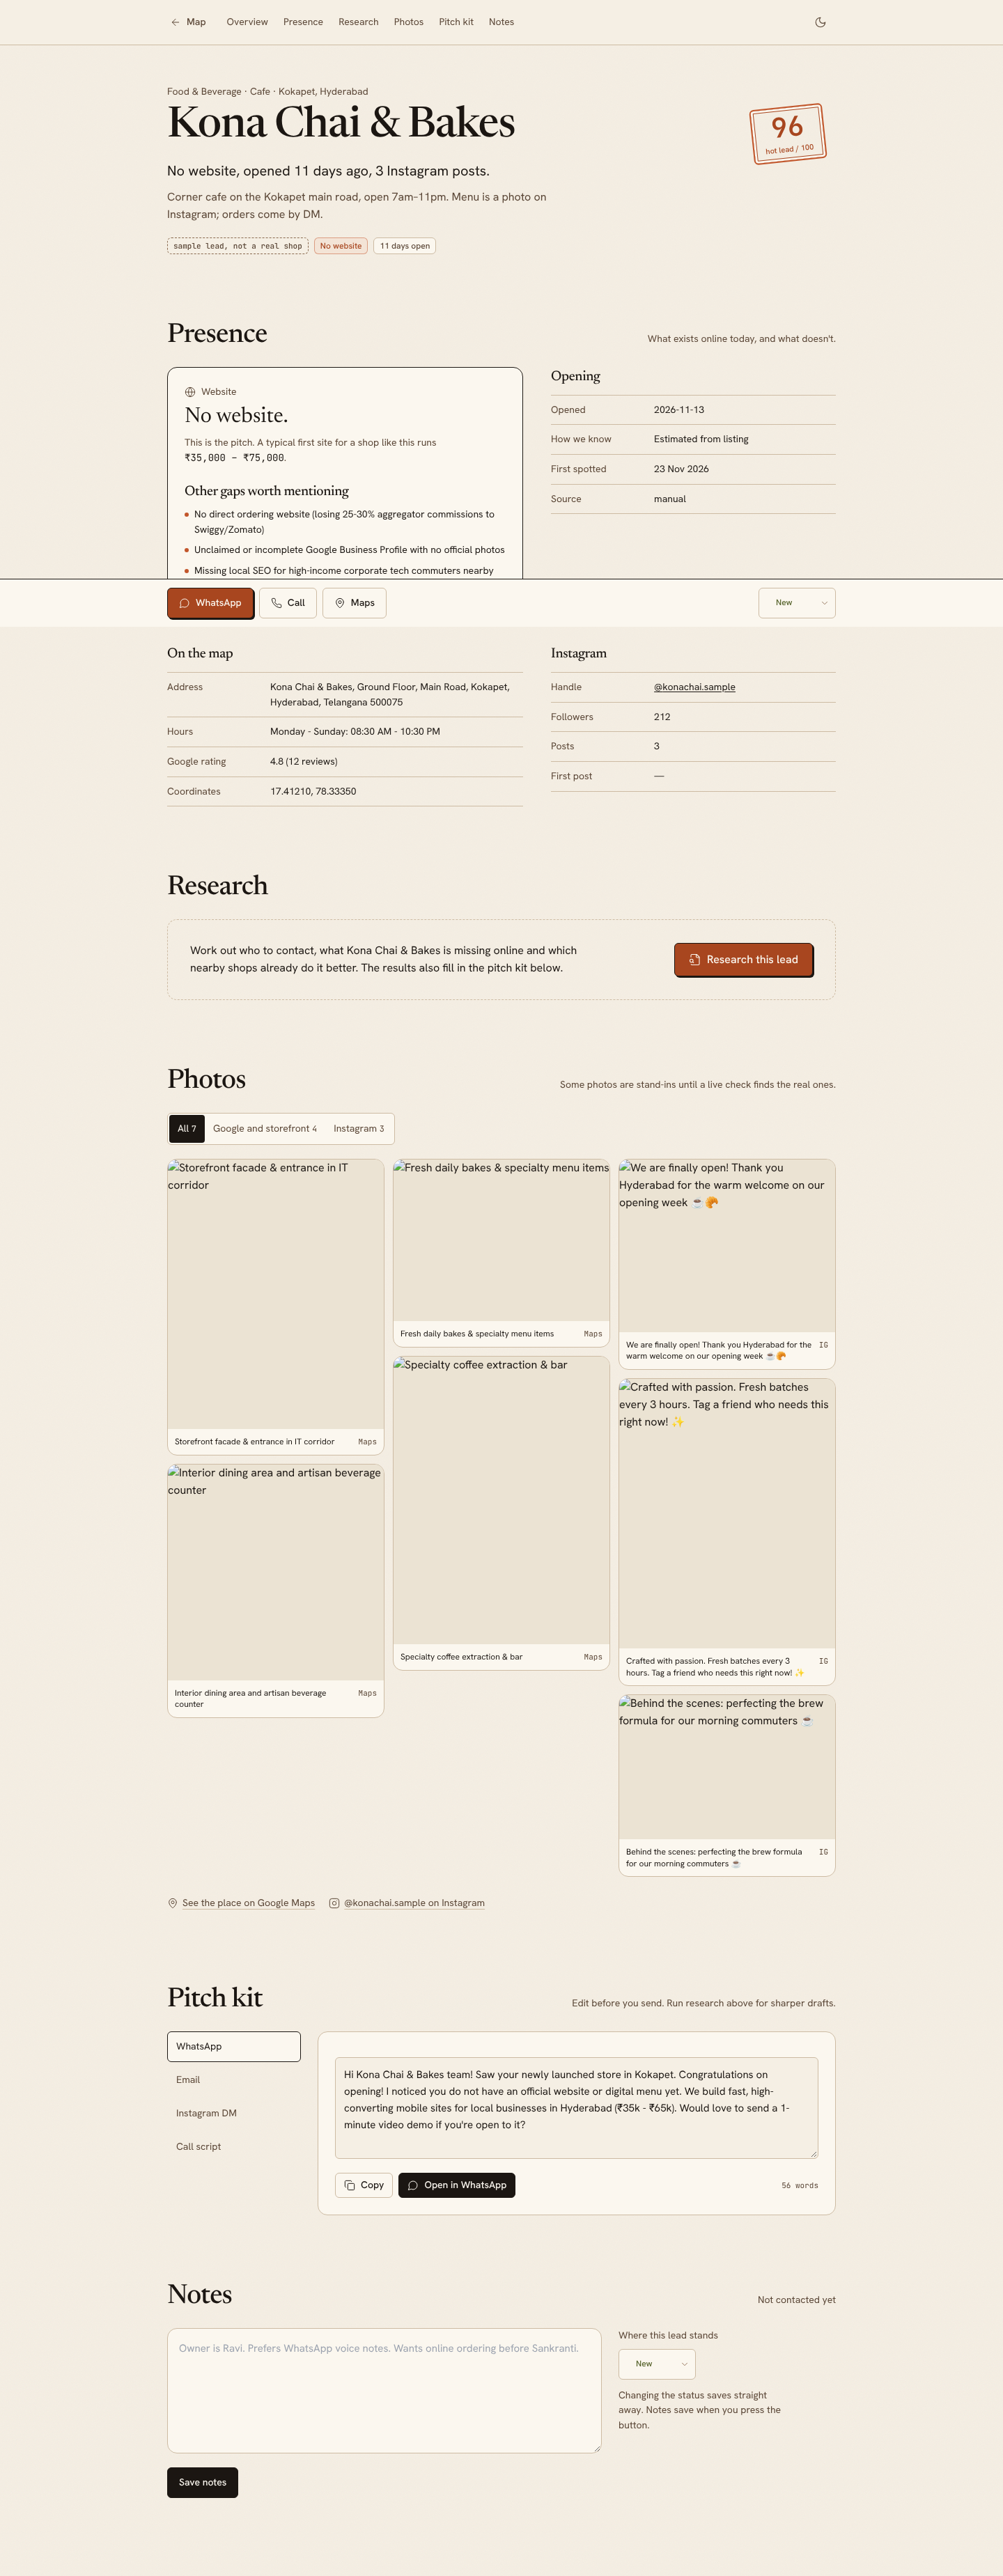 Map
Overview
Presence
Research
Photos
Pitch kit
Notes
Food & Beverage · Cafe · Kokapet, Hyderabad
Kona Chai & Bakes
96
hot lead / 100
No website, opened 11 days ago, 3 Instagram posts.
Corner cafe on the Kokapet main road, open 7am–11pm. Menu is a photo on
Instagram; orders come by DM.
sample lead, not a real shop
No website
11 days open
Presence
What exists online today, and what doesn't.
Website
No website.
This is the pitch. A typical first site for a shop like this runs
₹35,000 – ₹75,000.
Other gaps worth mentioning
No direct ordering website (losing 25-30% aggregator commissions to
Swiggy/Zomato)
Unclaimed or incomplete Google Business Profile with no official photos
Missing local SEO for high-income corporate tech commuters nearby
Opening
Opened 2026-11-13
How we know Estimated from listing
First spotted 23 Nov 2026
Source manual
WhatsApp
Call
Maps
New
On the map
Address Kona Chai & Bakes, Ground Floor, Main Road, Kokapet,
Hyderabad, Telangana 500075
Hours Monday - Sunday: 08:30 AM - 10:30 PM
Google rating 4.8 (12 reviews)
Coordinates 17.41210, 78.33350
Instagram
Handle @konachai.sample
Followers 212
Posts 3
First post —
Research
Work out who to contact, what Kona Chai & Bakes is missing online and which
nearby shops already do it better. The results also fill in the pitch kit below.
Research this lead
Photos
Some photos are stand-ins until a live check finds the real ones.
All 7
Google and storefront 4
Instagram 3
Storefront facade & entrance in IT
corridor
Storefront facade & entrance in IT corridor Maps
Interior dining area and artisan beverage
counter
Interior dining area and artisan beverage Maps
counter
Fresh daily bakes & specialty menu items
Fresh daily bakes & specialty menu items Maps
Specialty coffee extraction & bar
Specialty coffee extraction & bar Maps
We are finally open! Thank you
Hyderabad for the warm welcome on our
opening week ☕🥐
We are finally open! Thank you Hyderabad for the IG
warm welcome on our opening week ☕🥐
Crafted with passion. Fresh batches
every 3 hours. Tag a friend who needs this
right now! ✨
Crafted with passion. Fresh batches every 3 IG
hours. Tag a friend who needs this right now! ✨
Behind the scenes: perfecting the brew
formula for our morning commuters ☕
Behind the scenes: perfecting the brew formula IG
for our morning commuters ☕
See the place on Google Maps
@konachai.sample on Instagram
Pitch kit
Edit before you send. Run research above for sharper drafts.
WhatsApp
Email
Instagram DM
Call script
Hi Kona Chai & Bakes team! Saw your newly launched store in Kokapet. Congratulations on
opening! I noticed you do not have an official website or digital menu yet. We build fast, high-
converting mobile sites for local businesses in Hyderabad (₹35k - ₹65k). Would love to send a 1-
minute video demo if you're open to it?
Copy
Open in WhatsApp
56 words
Notes
Not contacted yet
Owner is Ravi. Prefers WhatsApp voice notes. Wants online ordering before Sankranti.
Where this lead stands
New
Changing the status saves straight
away. Notes save when you press the
button.
Save notes